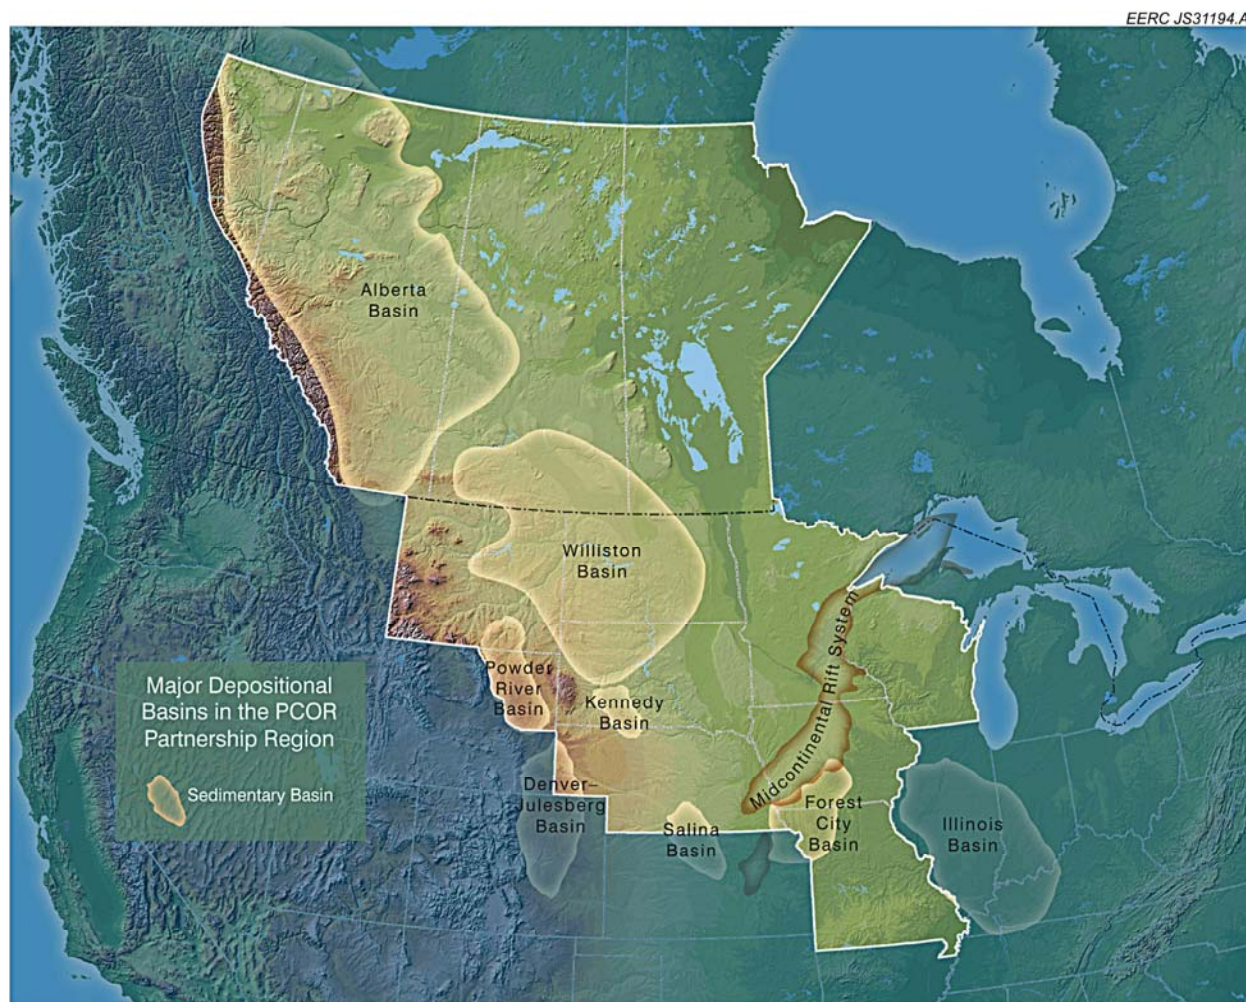 EERC JS31194.A
Alberta
Basin
Williston
Basin
Powder
River
Basin
Kennedy
Basin
Midcontinental Rift System
Major Depositional
Basins in the PCOR
Partnership Region
Sedimentary Basin
Denver–
Julesberg
Basin
Salina
Basin
Forest
City
Basin
Illinois
Basin